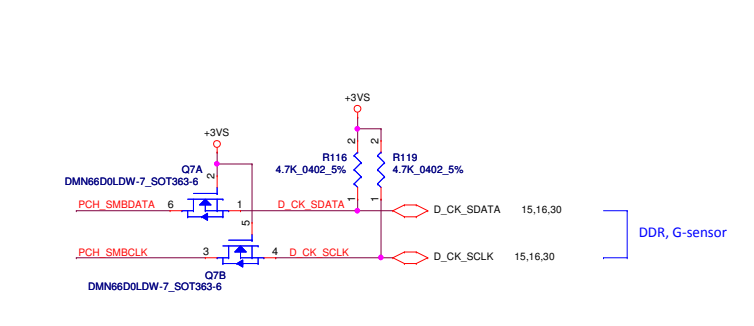 +3VS
+3VS
2 2
R116 R119
4.7K_0402_5% 4.7K_0402_5%
Q7A 2
DMN66D0LDW-7_SOT363-6
1 1
PCH_SMBDATA 6 1 D_CK_SDATA D_CK_SDATA 15,16,30
5
DDR, G-sensor
PCH_SMBCLK 3 4 D_CK_SCLK D_CK_SCLK 15,16,30
Q7B
DMN66D0LDW-7_SOT363-6